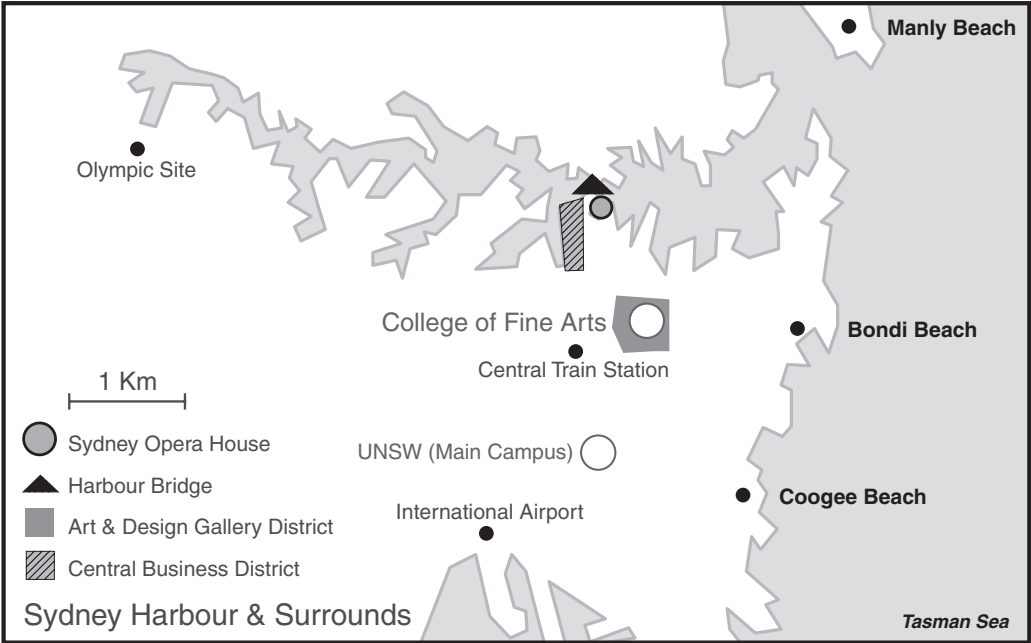 Manly Beach
Olympic Site
College of Fine Arts
Bondi Beach
Central Train Station
1 Km
Sydney Opera House
UNSW (Main Campus)
Harbour Bridge
Coogee Beach
International Airport
Art & Design Gallery District
Central Business District
Sydney Harbour & Surrounds
Tasman Sea